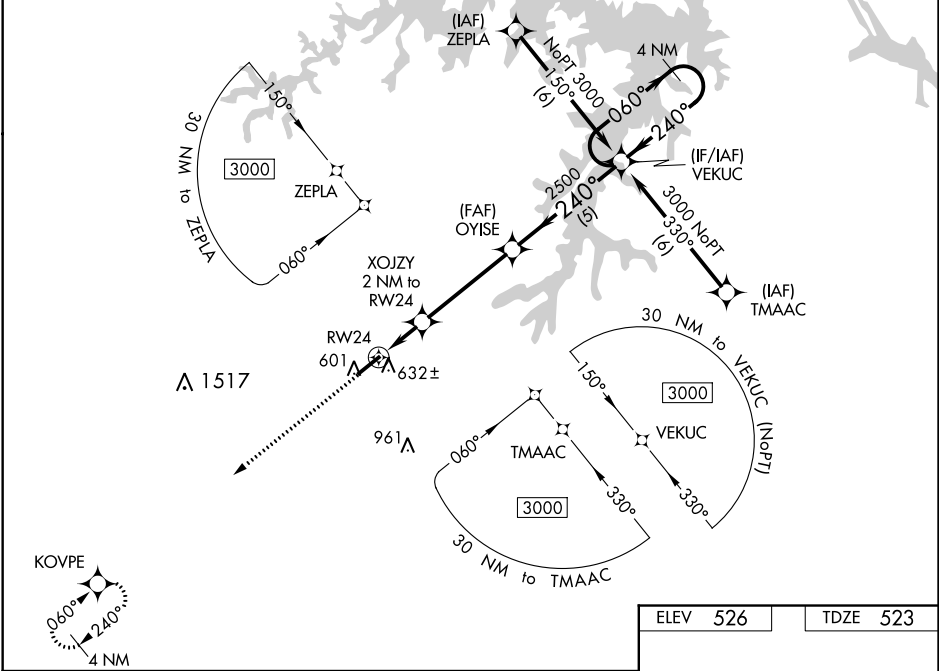 (IAF)
ZEPLA
NoPT 3000
150°
(6)
4 NM
060°
240°
(IF/IAF)
VEKUC
2500
240°
(5)
3000 NoPT
330°
(6)
(IAF)
TMAAC
(FAF)
OYISE
XOJZY
2 NM to
RW24
RW24
601
632±
1517
961
150°
30 NM to ZEPLA
3000
ZEPLA
060°
30 NM to VEKUC (NoPT)
150°
3000
VEKUC
330°
060°
TMAAC
330°
3000
30 NM to TMAAC
KOVPE
060°
240°
4 NM
ELEV 526
TDZE 523